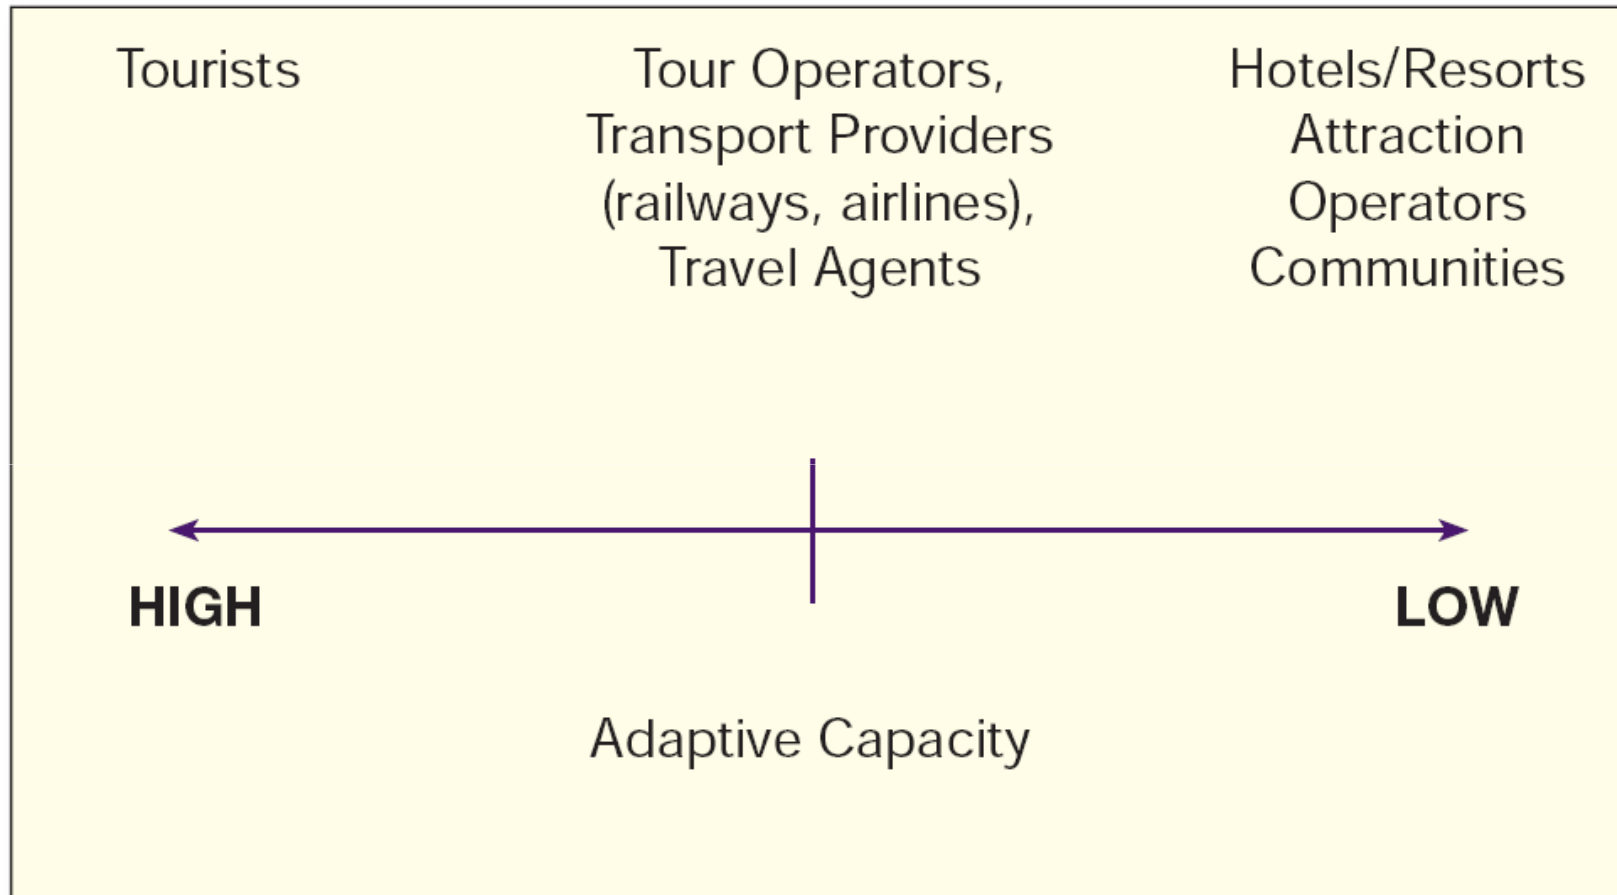 Tourists
Tour Operators,
Transport Providers
(railways, airlines),
Travel Agents
Hotels/Resorts
Attraction
Operators
Communities
HIGH
LOW
Adaptive Capacity